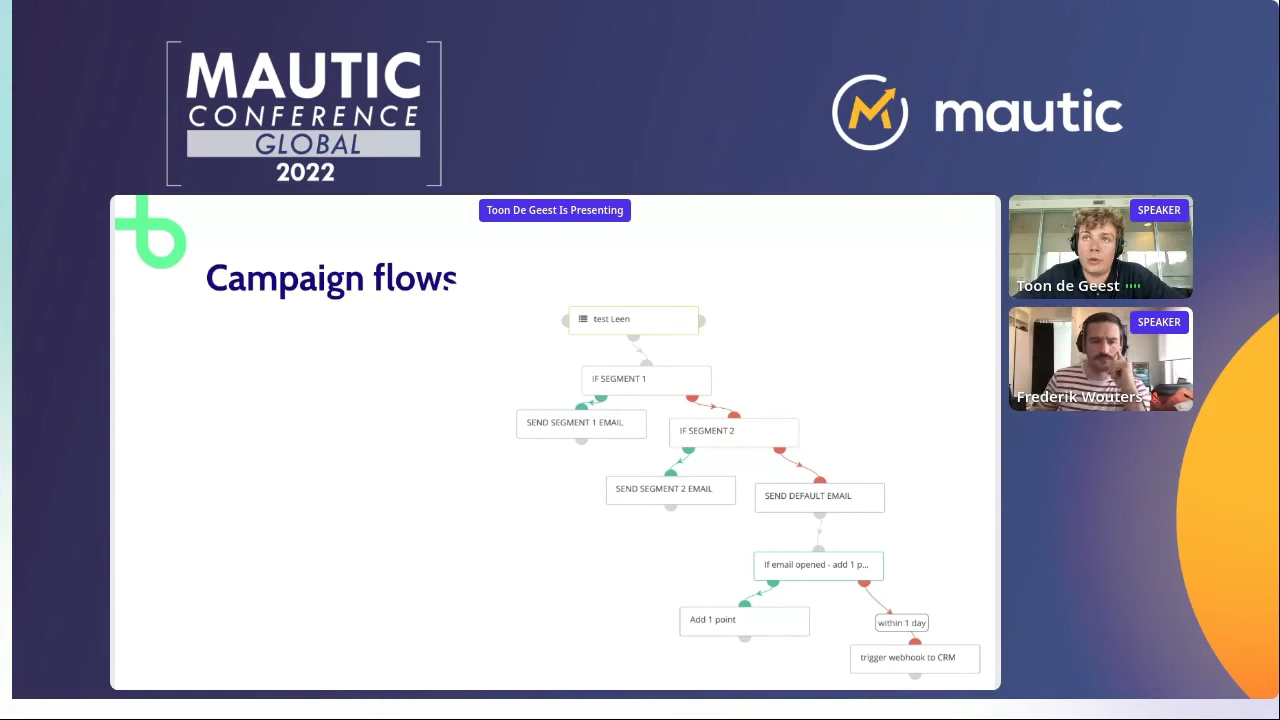 MAUTIC
CONFERENCE
GLOBAL
2022
mautic
Toon De Geest Is Presenting
Campaign flows
test Leen
IF SEGMENT 1
SEND SEGMENT 1 EMAIL
IF SEGMENT 2
SEND SEGMENT 2 EMAIL
SEND DEFAULT EMAIL
If email opened - add 1 p...
Add 1 point
within 1 day
trigger webhook to CRM
SPEAKER
Toon de Geest
SPEAKER
Frederik Wouters